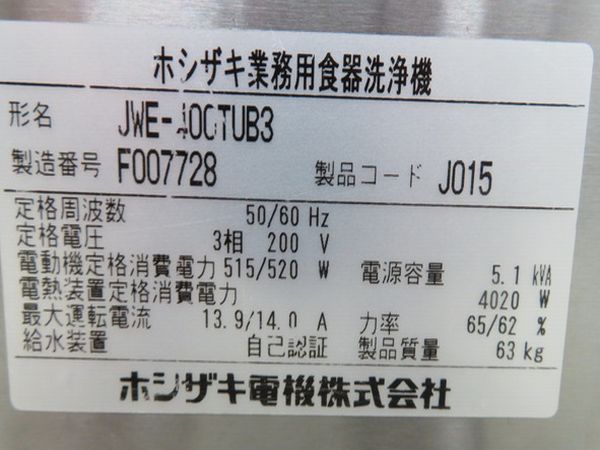 ホシザキ業務用食器洗浄機
形名 JWE-400TUB3
製造番号 F007728 製品コード J015
定格周波数 50/60 Hz
定格電圧 3相 200 V
電動機定格消費電力 515/520 W 電源容量 5.1 kVA
電熱装置定格消費電力 4020 W
最大運転電流 13.9/14.0 A 力率 65/62 %
給水装置 自己認証 製品質量 63 kg
ホシザキ電機株式会社